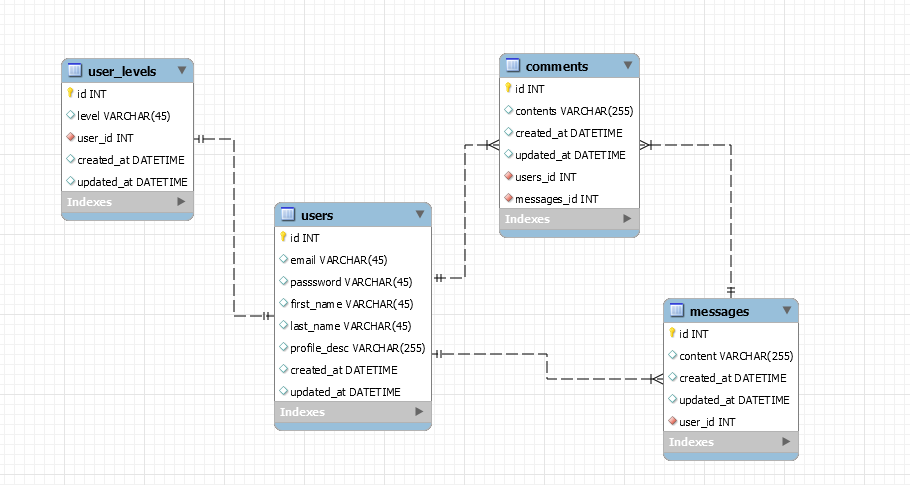 user_levels
id INT
level VARCHAR(45)
user_id INT
created_at DATETIME
updated_at DATETIME
Indexes
comments
id INT
contents VARCHAR(255)
created_at DATETIME
updated_at DATETIME
users_id INT
messages_id INT
Indexes
users
id INT
email VARCHAR(45)
passsword VARCHAR(45)
first_name VARCHAR(45)
last_name VARCHAR(45)
profile_desc VARCHAR(255)
created_at DATETIME
updated_at DATETIME
Indexes
messages
id INT
content VARCHAR(255)
created_at DATETIME
updated_at DATETIME
user_id INT
Indexes